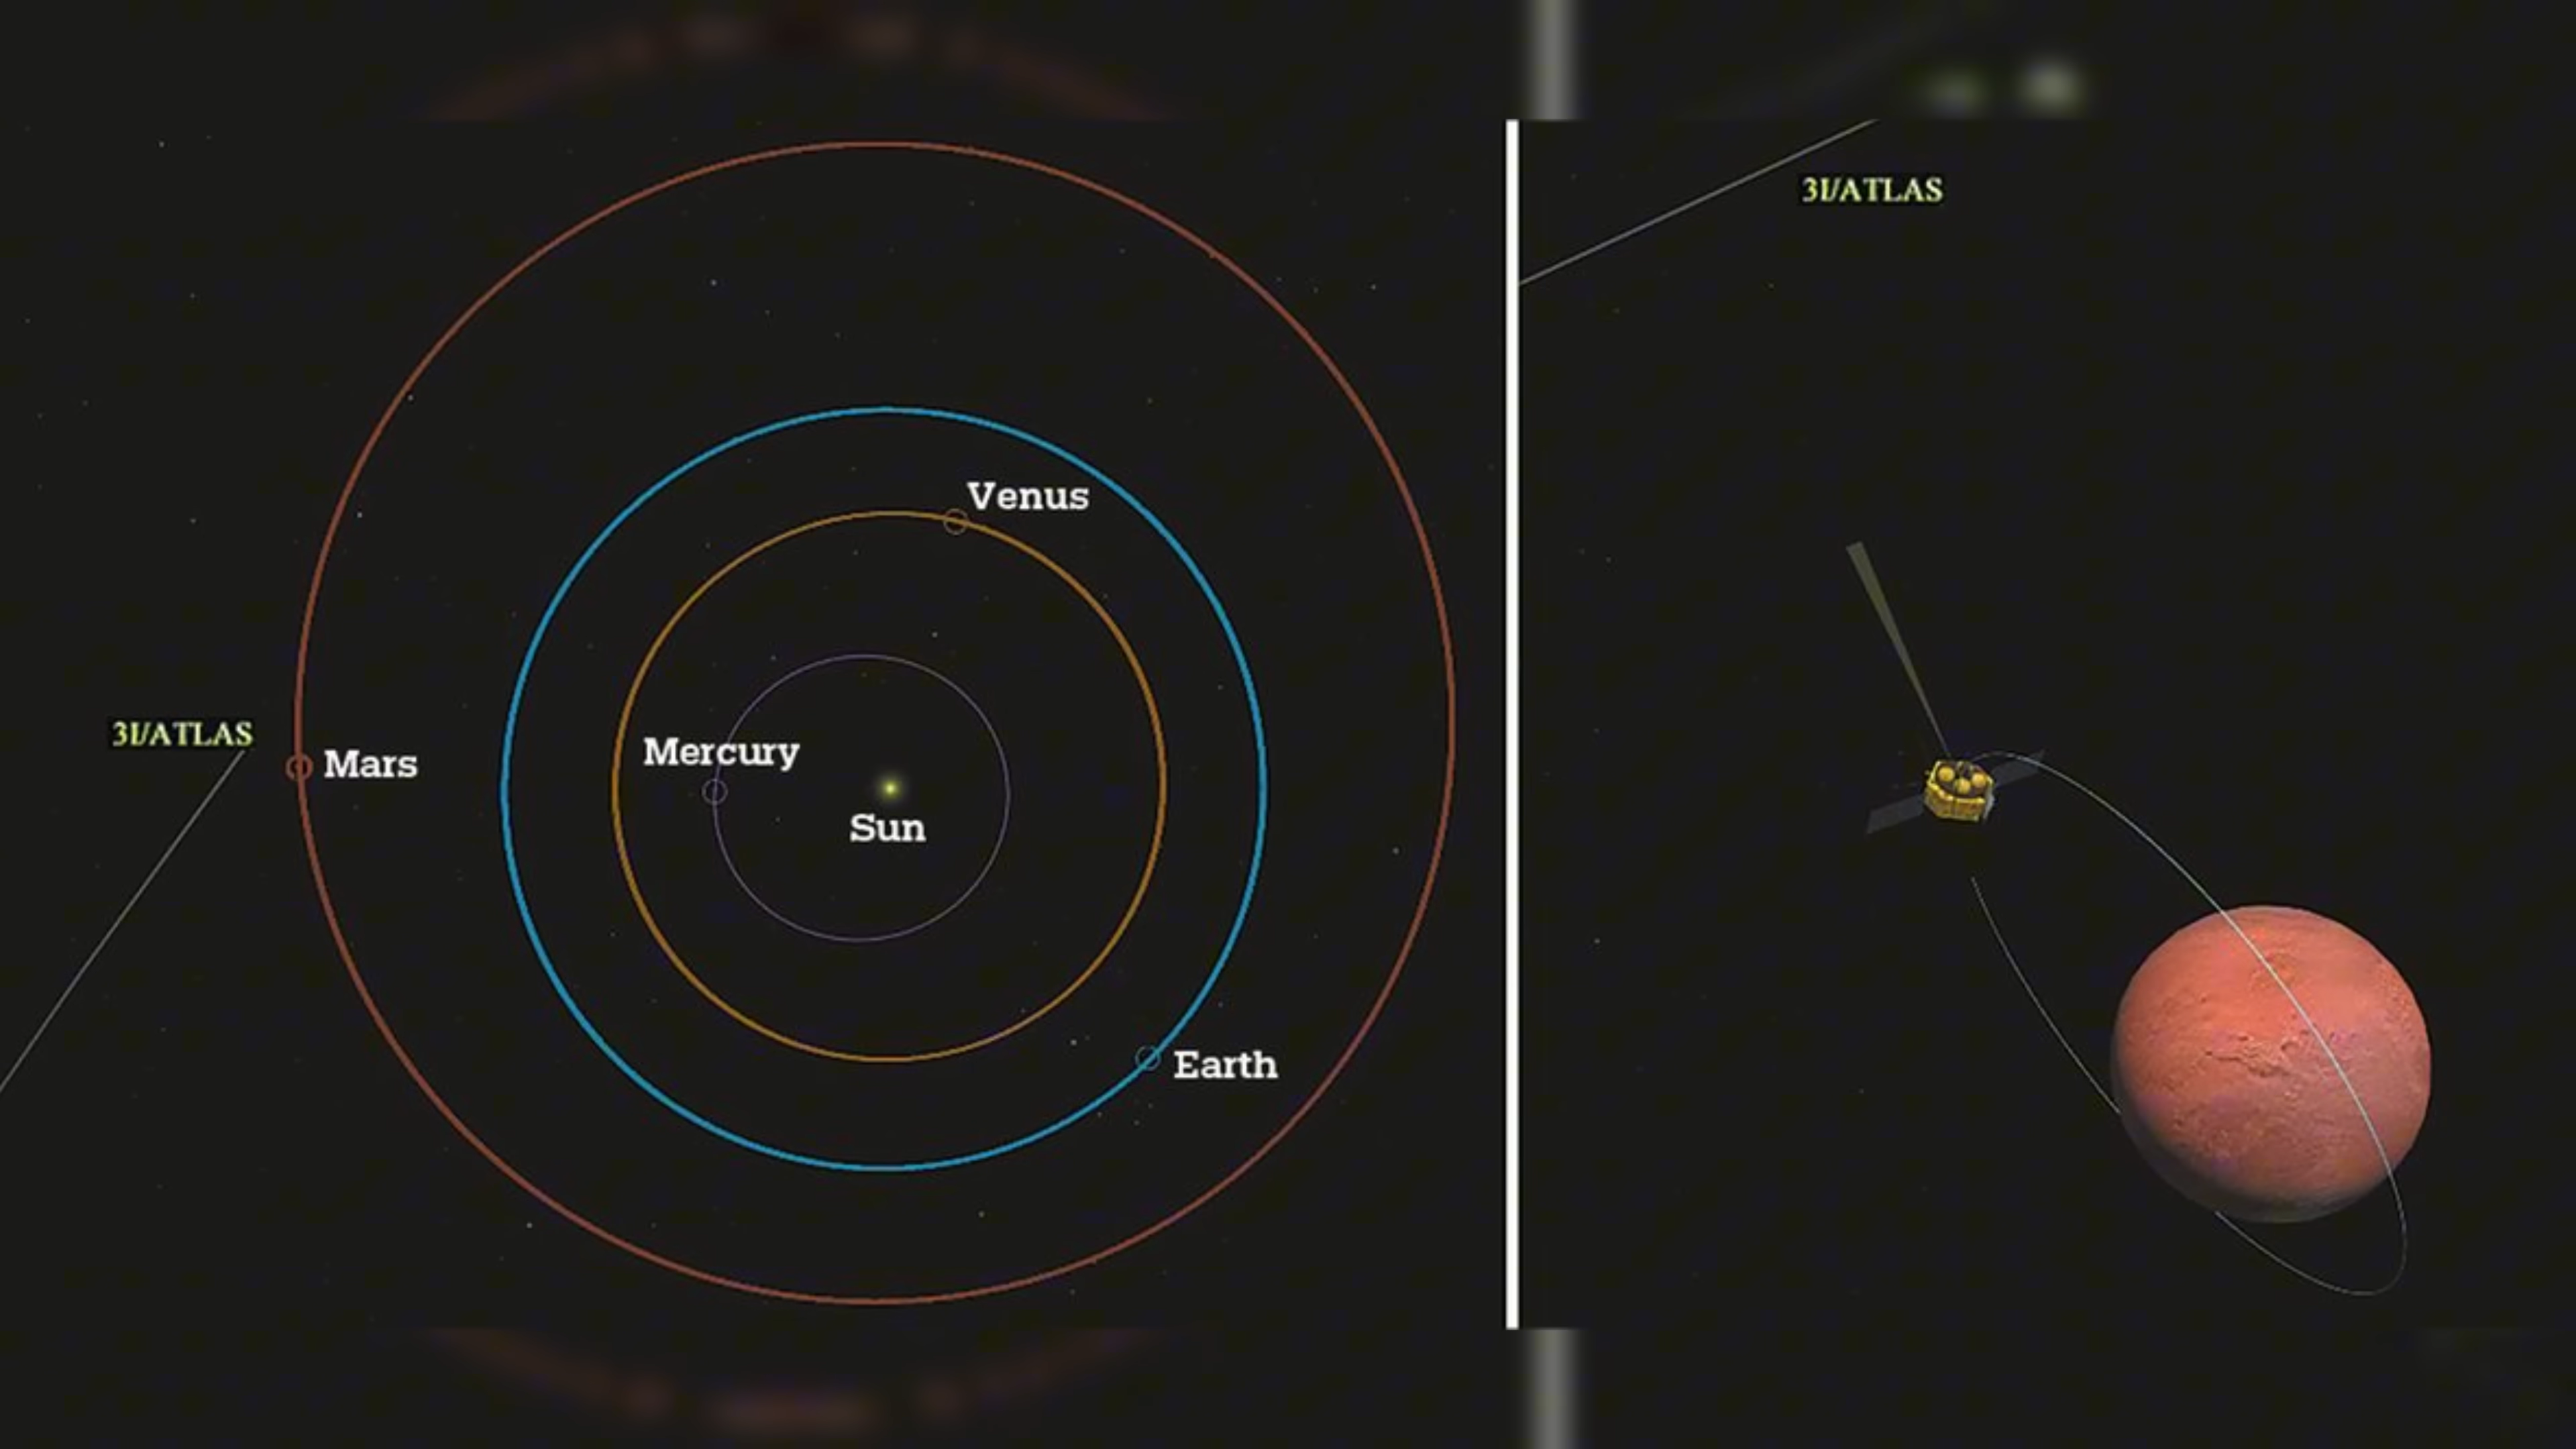 Venus
Mercury
Sun
3I/ATLAS
Mars
Earth
3I/ATLAS